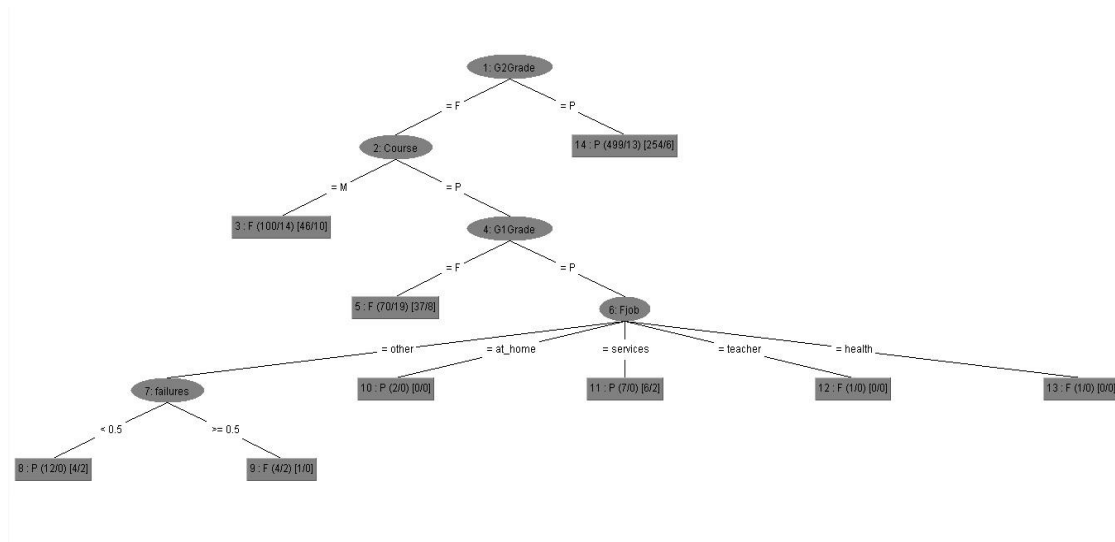 1: G2Grade
= F
= P
2: Course
14 : P (499/13) [254/6]
= M
= P
3 : F (100/14) [46/10]
4: G1Grade
= F
= P
5 : F (70/19) [37/8]
6: Fjob
= other
= at_home
= services
= teacher
= health
7: failures
10 : P (2/0) [0/0]
11 : P (7/0) [6/2]
12 : F (1/0) [0/0]
13 : F (1/0) [0/0]
< 0.5
>= 0.5
8 : P (12/0) [4/2]
9 : F (4/2) [1/0]